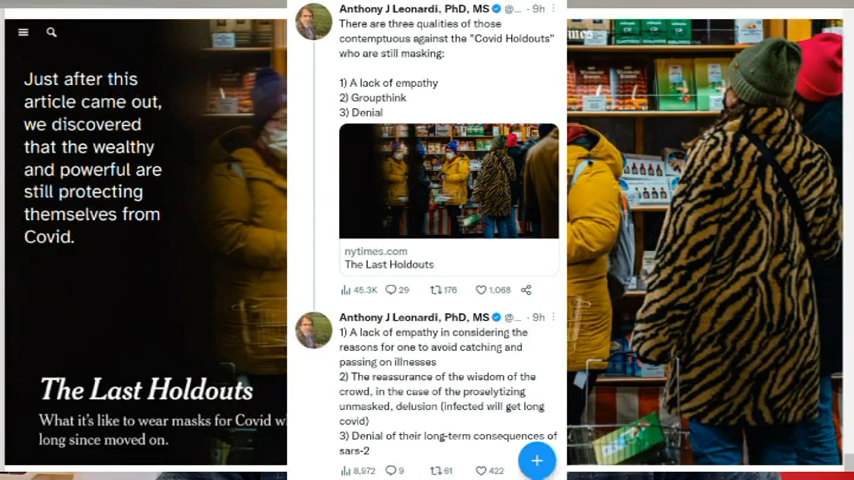 Just after this
article came out,
we discovered
that the wealthy
and powerful are
still protecting
themselves from
Covid.
The Last Holdouts
What it's like to wear masks for Covid
long since moved on.
Anthony J Leonardi, PhD, MS @... · 9h
There are three qualities of those
contemptuous against the "Covid Holdouts"
who are still masking:
1) A lack of empathy
2) Groupthink
3) Denial
nytimes.com
The Last Holdouts
45.3K 29 176 1,068
Anthony J Leonardi, PhD, MS @... · 9h
1) A lack of empathy in considering the
reasons for one to avoid catching and
passing on illnesses
2) The reassurance of the wisdom of the
crowd, in the case of the proselytizing
unmasked, delusion (infected will get long
covid)
3) Denial of their long-term consequences of
sars-2
8,972 9 61 422